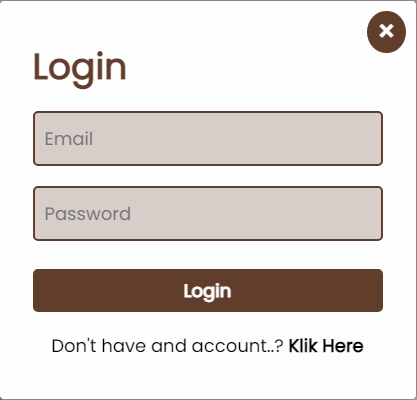 Login
Email
Password
Login
Don't have and account..? Klik Here